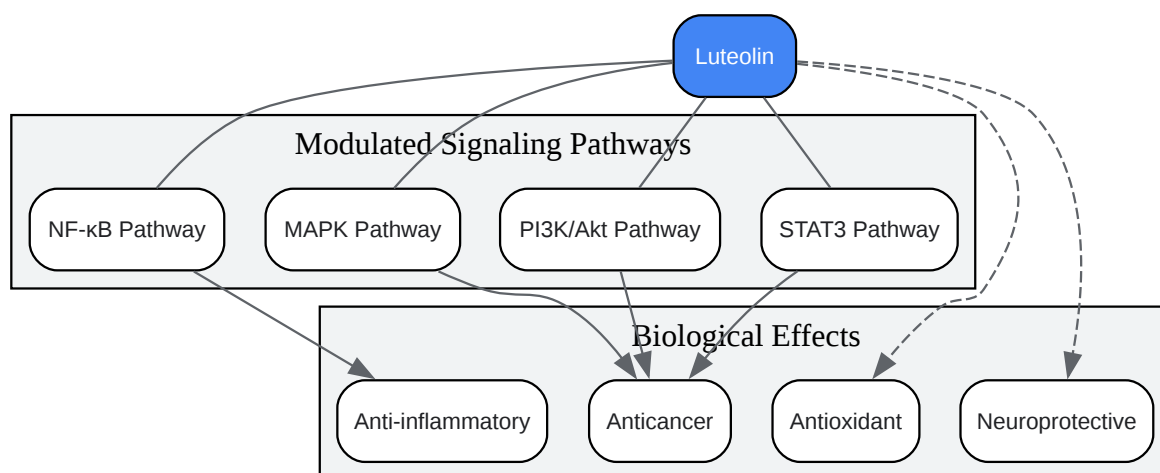 Luteolin
Modulated Signaling Pathways
NF-κB Pathway
MAPK Pathway
PI3K/Akt Pathway
STAT3 Pathway
Biological Effects
Anti-inflammatory
Anticancer
Antioxidant
Neuroprotective